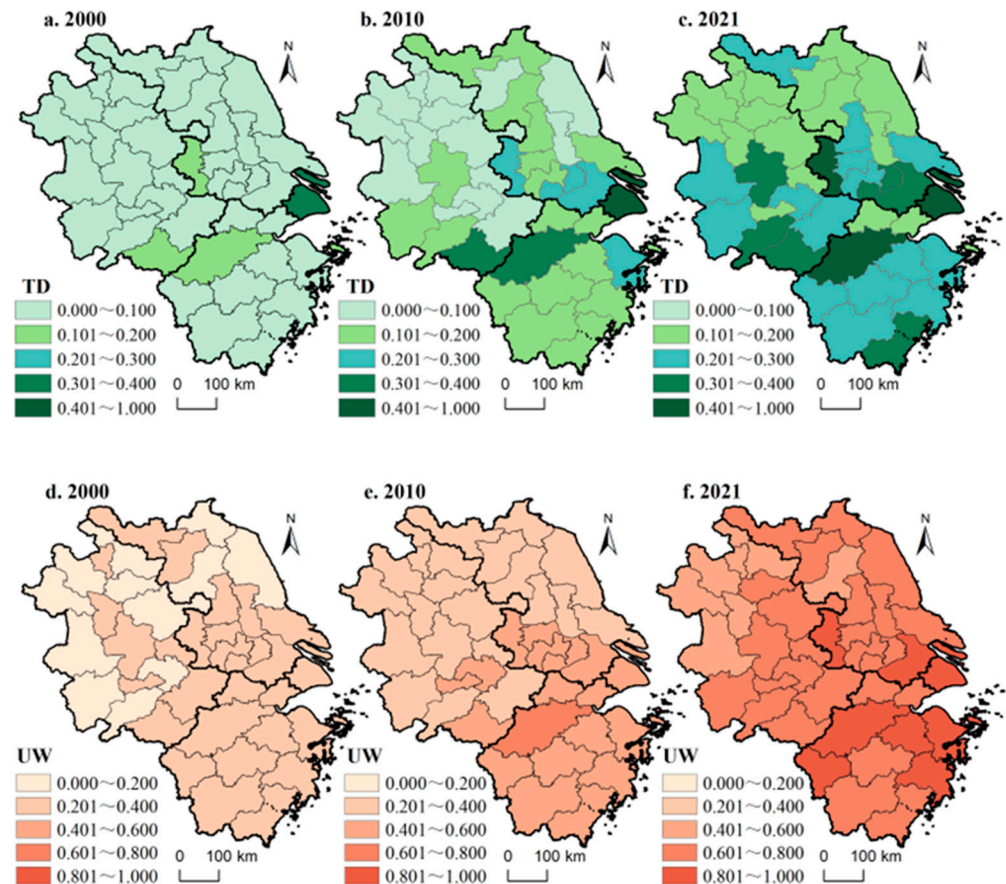 a. 2000
N
TD
0.000~0.100
0.101~0.200
0.201~0.300
0.301~0.400
0.401~1.000
0 100 km
b. 2010
N
TD
0.000~0.100
0.101~0.200
0.201~0.300
0.301~0.400
0.401~1.000
0 100 km
c. 2021
N
TD
0.000~0.100
0.101~0.200
0.201~0.300
0.301~0.400
0.401~1.000
0 100 km
d. 2000
N
UW
0.000~0.200
0.201~0.400
0.401~0.600
0.601~0.800
0.801~1.000
0 100 km
e. 2010
N
UW
0.000~0.200
0.201~0.400
0.401~0.600
0.601~0.800
0.801~1.000
0 100 km
f. 2021
N
UW
0.000~0.200
0.201~0.400
0.401~0.600
0.601~0.800
0.801~1.000
0 100 km